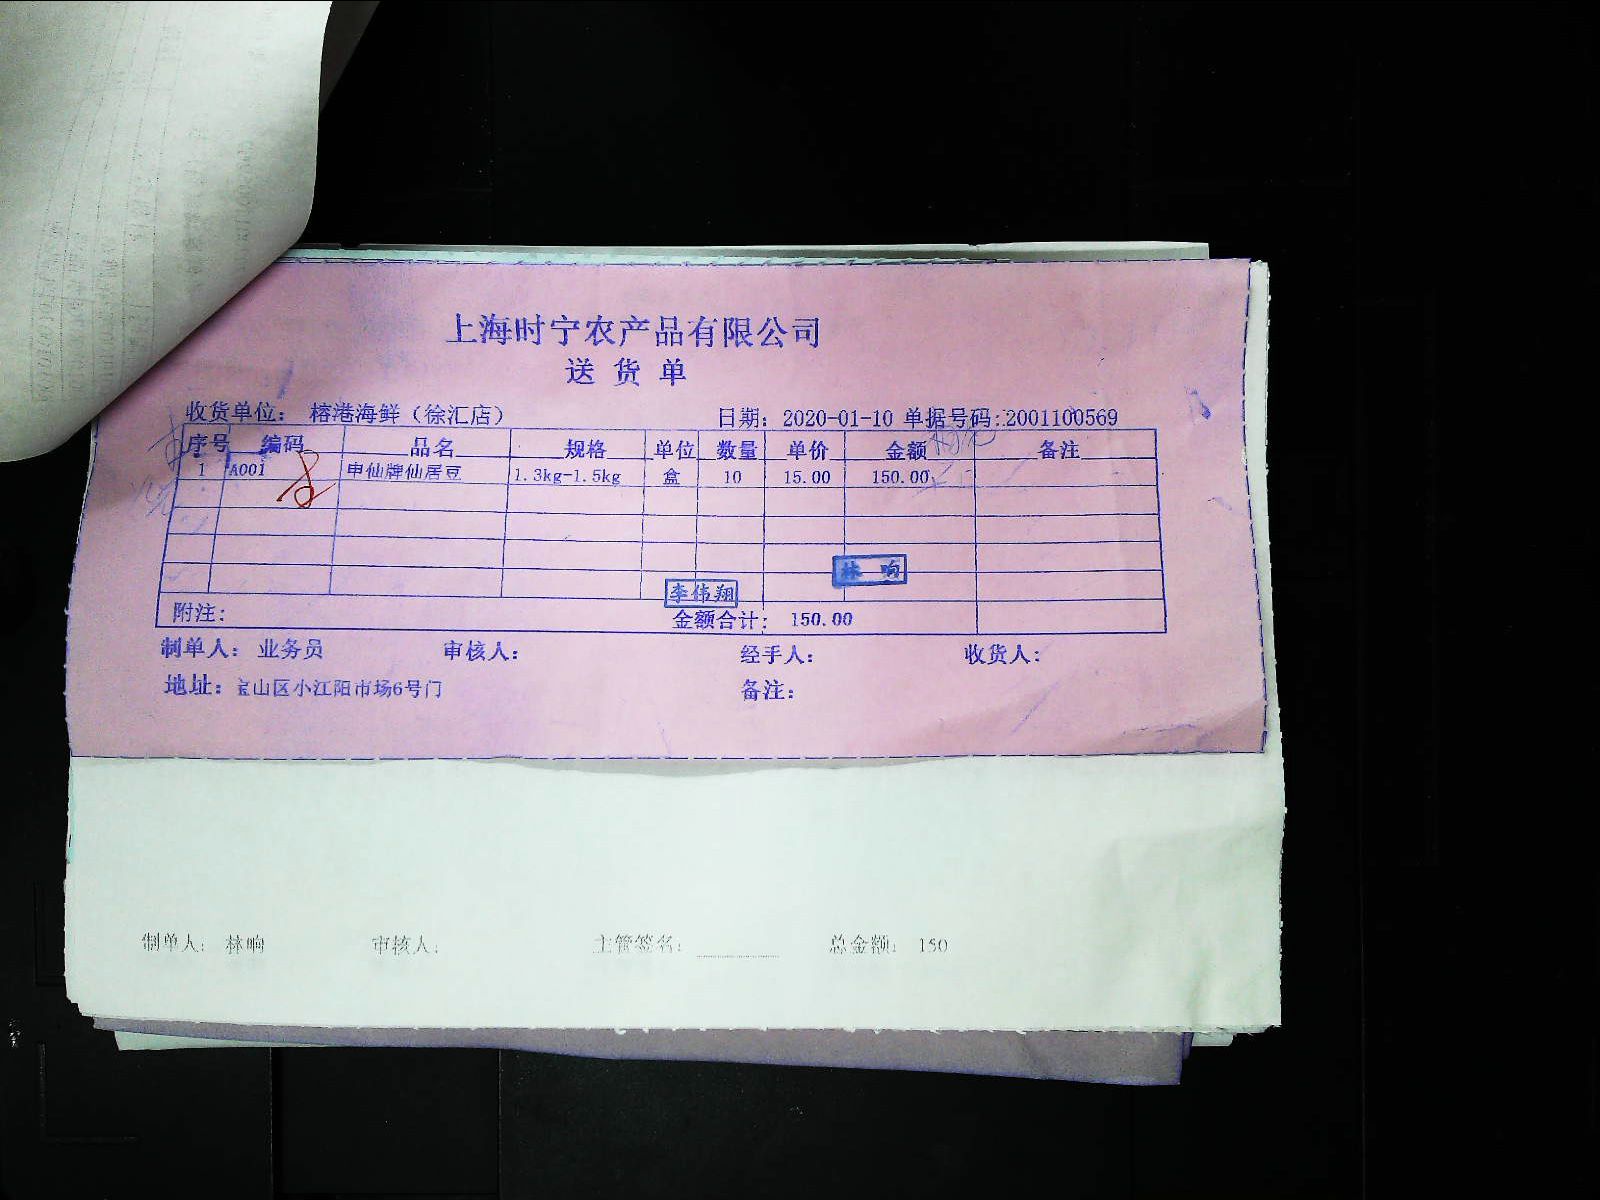 上海时宁农产品有限公司
送货单
收货单位： 榕港海鲜（徐汇店） 日期：2020-01-10 单据号码:2001100569
序号 编码 品名 规格 单位 数量 单价 金额 备注
1 A001 申仙牌仙居豆 1.3kg-1.5kg 盒 10 15.00 150.00
林 响
李伟翔
附注： 金额合计： 150.00
制单人： 业务员 审核人： 经手人： 收货人：
地址：宝山区小江阳市场6号门 备注：
制单人： 林响 审核人： 主管签名： 总金额： 150